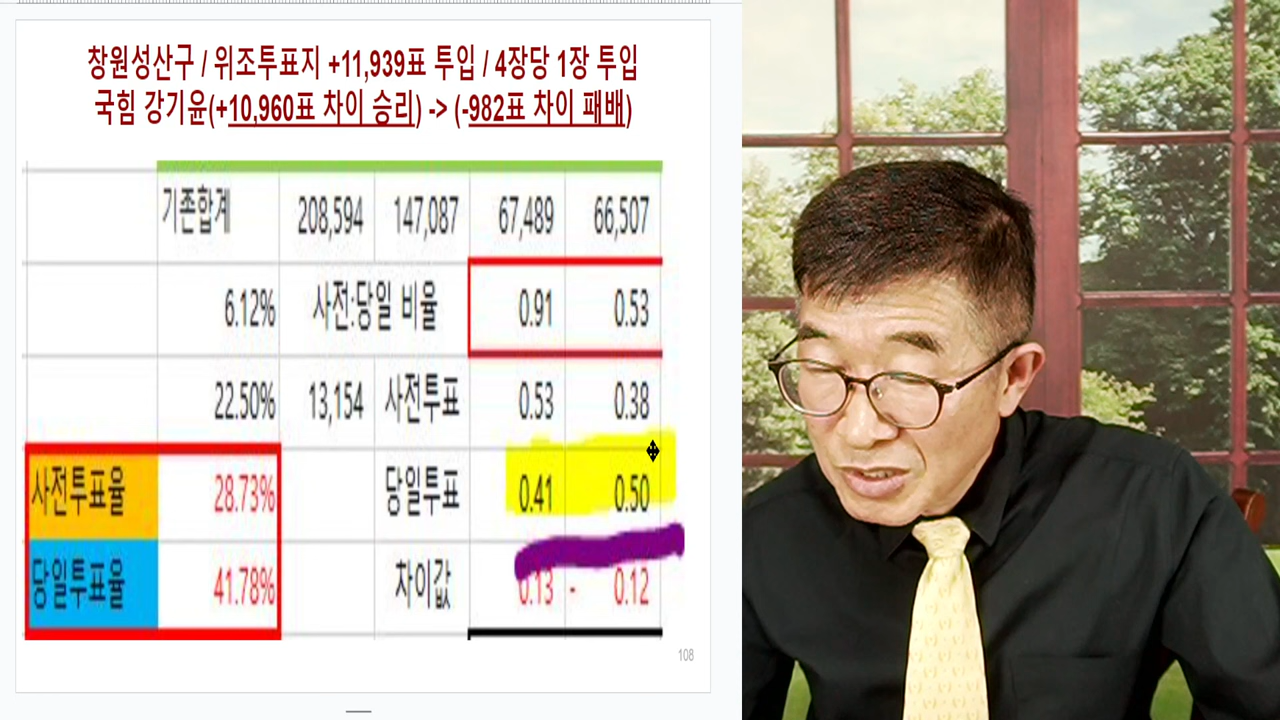 창원성산구 / 위조투표지 +11,939표 투입 / 4장당 1장 투입
국힘 강기윤(+10,960표 차이 승리) -> (-982표 차이 패배)
기존합계 208,594 147,087 67,489 66,507
6.12% 사전:당일 비율 0.91 0.53
22.50% 13,154 사전투표 0.53 0.38
사전투표율 28.73% 당일투표 0.41 0.50
당일투표율 41.78% 차이값 0.13 - 0.12
108